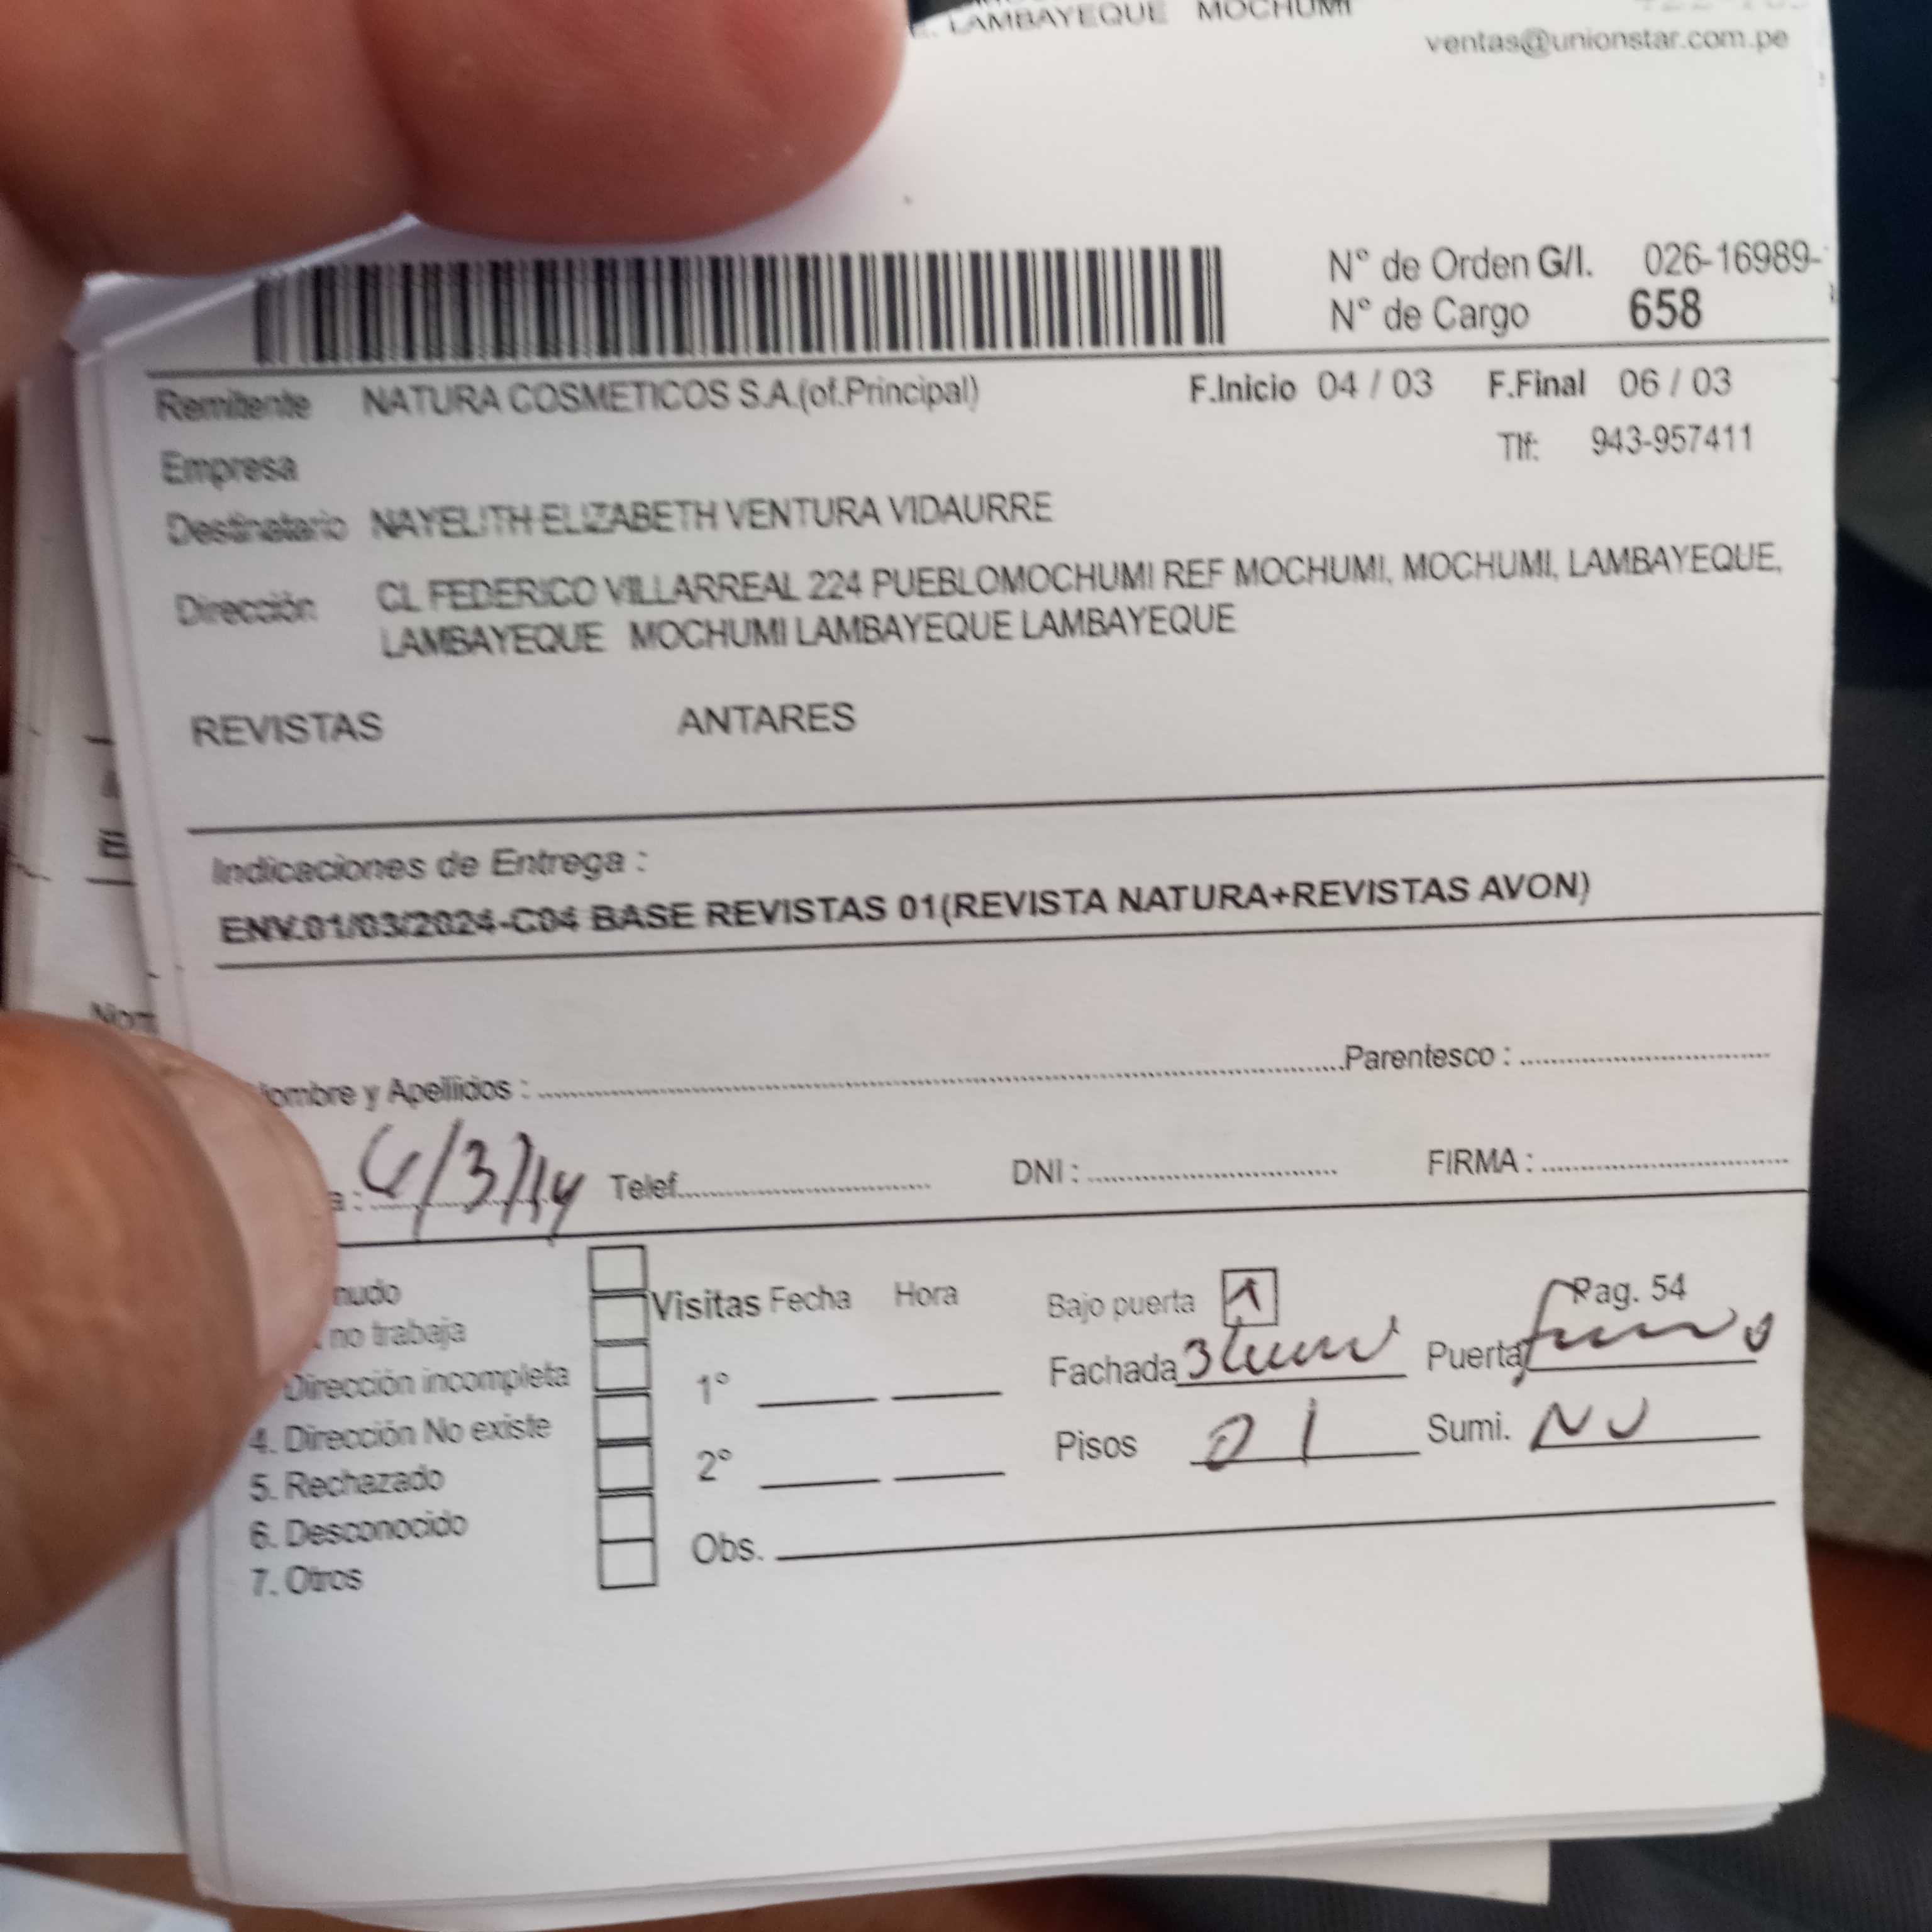 LAMBAYEQUE MOCHUMI
ventas@unionstar.com.pe
N° de Orden G/I. 026-16989-
N° de Cargo 658
Remitente NATURA COSMETICOS S.A.(of.Principal) F.Inicio 04 / 03 F.Final 06 / 03
Empresa Tlf: 943-957411
Destinatario NAYELITH ELIZABETH VENTURA VIDAURRE
Dirección CL FEDERICO VILLARREAL 224 PUEBLOMOCHUMI REF MOCHUMI, MOCHUMI, LAMBAYEQUE,
LAMBAYEQUE MOCHUMI LAMBAYEQUE LAMBAYEQUE
REVISTAS ANTARES
Indicaciones de Entrega :
ENV.01/03/2024-C04 BASE REVISTAS 01(REVISTA NATURA+REVISTAS AVON)
ombre y Apellidos : Parentesco :
a : Telef. DNI : FIRMA :
nudo
no trabaja
Dirección incompleta
4. Dirección No existe
5. Rechazado
6. Desconocido
7. Otros
Visitas Fecha Hora
1°
2°
Obs.
Bajo puerta Pag. 54
Fachada Puerta
Pisos 01 Sumi. NO